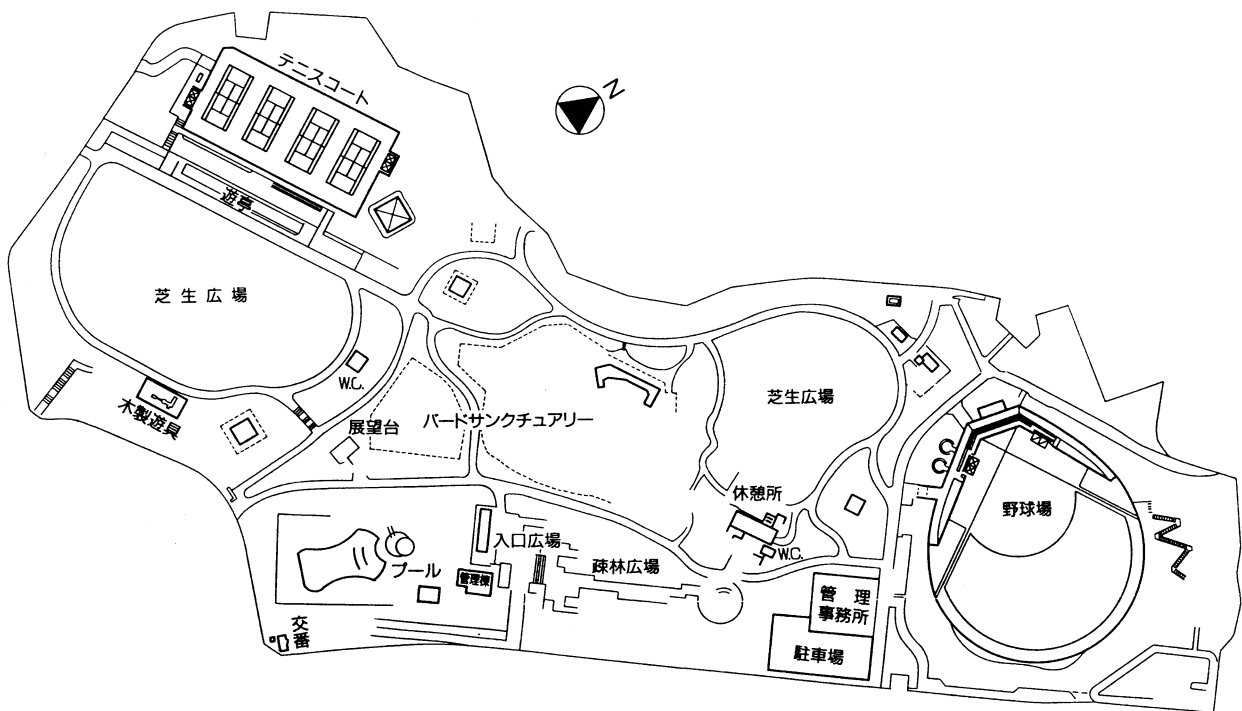 テニスコート
N
遊亭
芝生広場
W.C.
木製遊具
展望台
バードサンクチュアリー
芝生広場
休憩所
W.C.
野球場
入口広場
疎林広場
プール
管理棟
管理
事務所
駐車場
交番